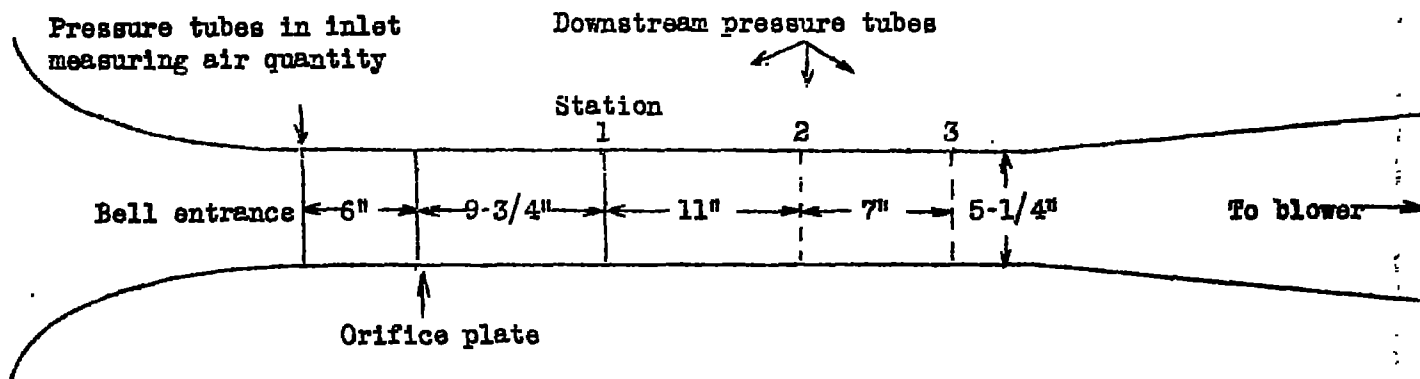 Pressure tubes in inlet
measuring air quantity
Downstream pressure tubes
Station
1
2
3
Bell entrance
6"
9-3/4"
11"
7"
5-1/4"
To blower
Orifice plate